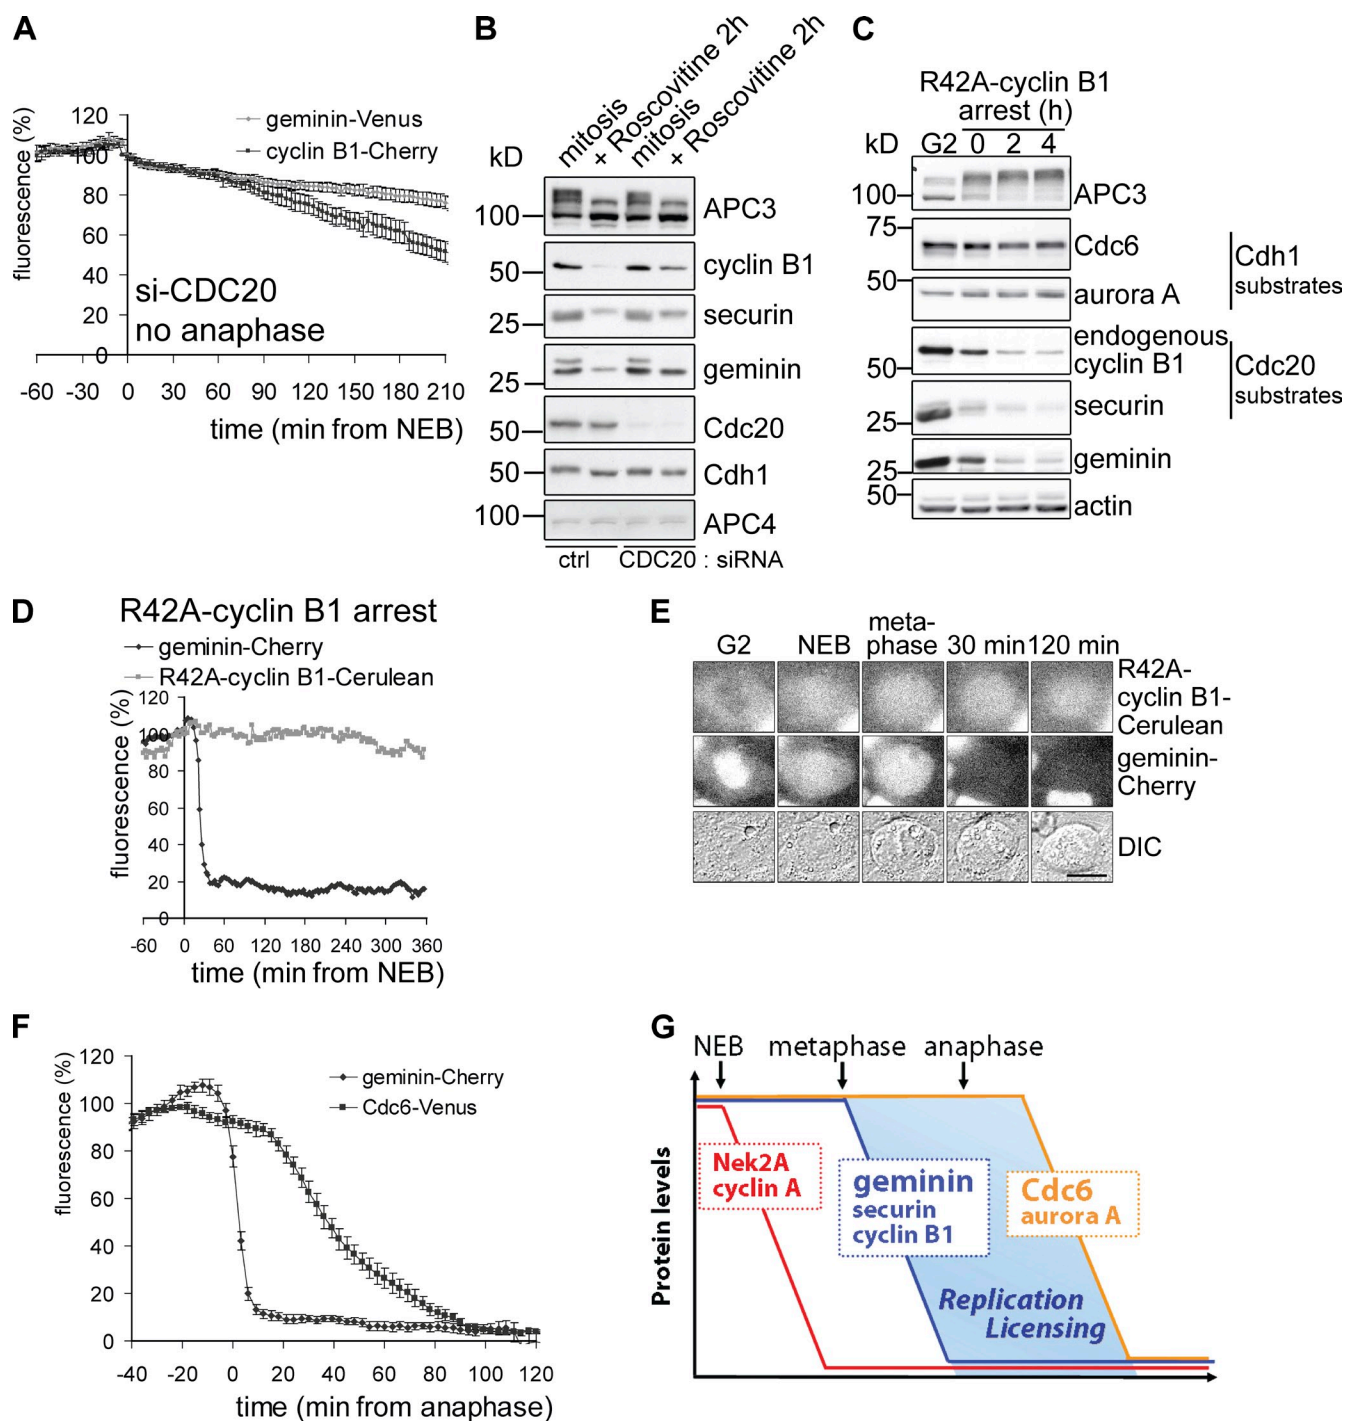 A
fluorescence (%)
120
100
80
60
40
20
0
geminin-Venus
cyclin B1-Cherry
si-CDC20
no anaphase
-60 -30 0 30 60 90 120 150 180 210
time (min from NEB)
B
mitosis
+ Roscovitine 2h
mitosis
+ Roscovitine 2h
kD
100 APC3
50 cyclin B1
25 securin
25 geminin
50 Cdc20
50 Cdh1
100 APC4
ctrl CDC20 : siRNA
C
R42A-cyclin B1
arrest (h)
kD G2 0 2 4
100 APC3
75
Cdc6
50
aurora A
Cdh1
substrates
50 endogenous
cyclin B1
25 securin
Cdc20
substrates
25 geminin
50
actin
D
R42A-cyclin B1 arrest
geminin-Cherry
R42A-cyclin B1-Cerulean
fluorescence (%)
120
100
80
60
40
20
0
-60 0 60 120 180 240 300 360
time (min from NEB)
E
G2 NEB meta-
phase 30 min 120 min
R42A-
cyclin B1-
Cerulean
geminin-
Cherry
DIC
F
fluorescence (%)
120
100
80
60
40
20
0
geminin-Cherry
Cdc6-Venus
-40 -20 0 20 40 60 80 100 120
time (min from anaphase)
G
NEB metaphase anaphase
Protein levels
Nek2A
cyclin A
geminin
securin
cyclin B1
Cdc6
aurora A
Replication
Licensing